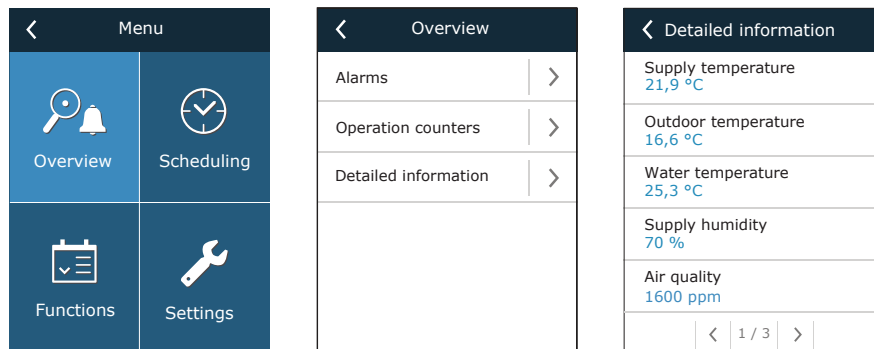 Menu
Overview
Scheduling
Functions
Settings
Overview
Alarms
Operation counters
Detailed information
Detailed information
Supply temperature
21,9 °C
Outdoor temperature
16,6 °C
Water temperature
25,3 °C
Supply humidity
70 %
Air quality
1600 ppm
1 / 3